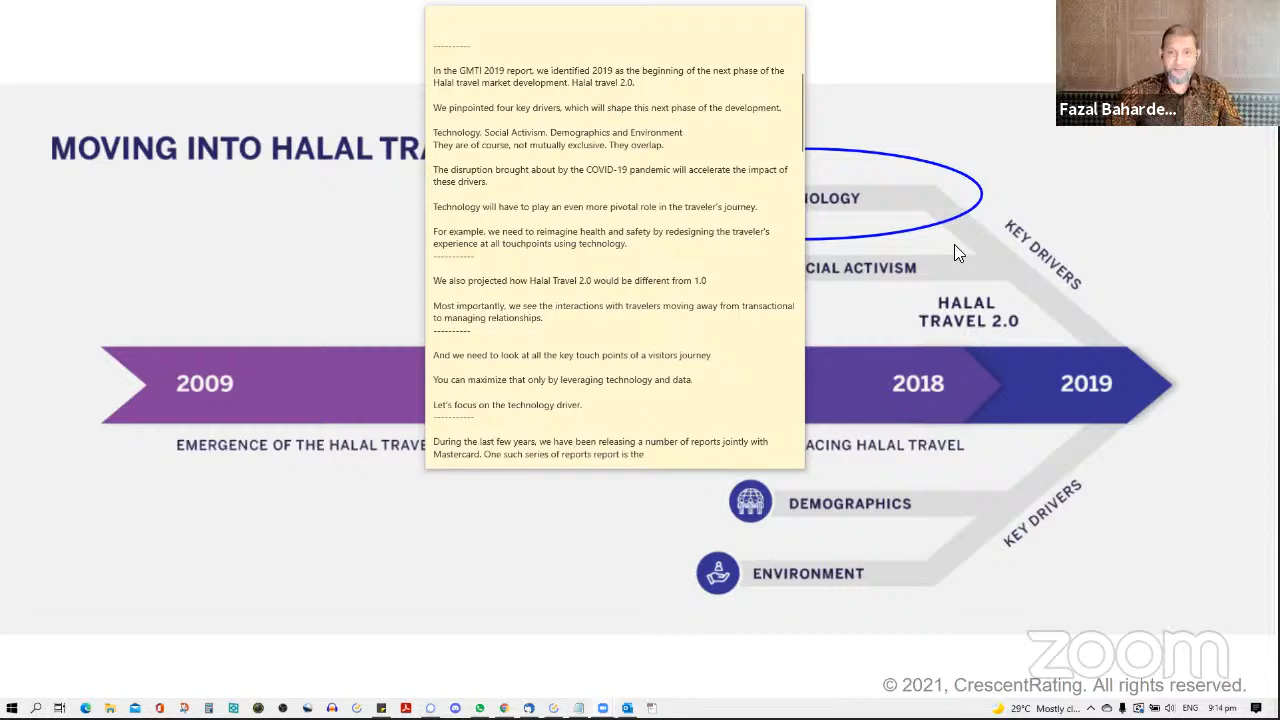 MOVING INTO HALAL TRA
----------
In the GMTI 2019 report, we identified 2019 as the beginning of the next phase of the
Halal travel market development. Halal travel 2.0.
We pinpointed four key drivers, which will shape this next phase of the development.
Technology. Social Activism. Demographics and Environment
They are of course, not mutually exclusive. They overlap.
The disruption brought about by the COVID-19 pandemic will accelerate the impact of
these drivers.
Technology will have to play an even more pivotal role in the traveler's journey.
For example, we need to reimagine health and safety by redesigning the traveler's
experience at all touchpoints using technology.
-----------
We also projected how Halal Travel 2.0 would be different from 1.0
Most importantly, we see the interactions with travelers moving away from transactional
to managing relationships.
----------
And we need to look at all the key touch points of a visitors journey
You can maximize that only by leveraging technology and data.
Let's focus on the technology driver.
-----------
During the last few years, we have been releasing a number of reports jointly with
Mastercard. One such series of reports report is the
Fazal Baharde...
NOLOGY
CIAL ACTIVISM
KEY DRIVERS
HALAL
TRAVEL 2.0
2009
2018
2019
EMERGENCE OF THE HALAL TRAVE
ACING HALAL TRAVEL
DEMOGRAPHICS
KEY DRIVERS
ENVIRONMENT
zoom
© 2021, CrescentRating. All rights reserved.
29°C Mostly cl...
9:14 pm